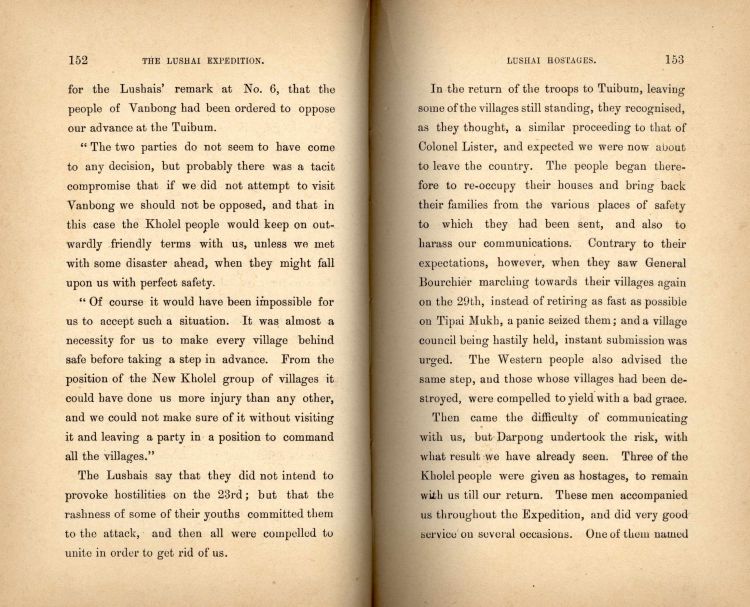 152 THE LUSHAI EXPEDITION.
for the Lushais' remark at No. 6, that the
people of Vanbong had been ordered to oppose
our advance at the Tuibum.
" The two parties do not seem to have come
to any decision, but probably there was a tacit
compromise that if we did not attempt to visit
Vanbong we should not be opposed, and that in
this case the Kholel people would keep on out-
wardly friendly terms with us, unless we met
with some disaster ahead, when they might fall
upon us with perfect safety.
" Of course it would have been impossible for
us to accept such a situation. It was almost a
necessity for us to make every village behind
safe before taking a step in advance. From the
position of the New Kholel group of villages it
could have done us more injury than any other,
and we could not make sure of it without visiting
it and leaving a party in a position to command
all the villages."
The Lushais say that they did not intend to
provoke hostilities on the 23rd ; but that the
rashness of some of their youths committed them
to the attack, and then all were compelled to
unite in order to get rid of us.
LUSHAI HOSTAGES. 153
In the return of the troops to Tuibum, leaving
some of the villages still standing, they recognised,
as they thought, a similar proceeding to that of
Colonel Lister, and expected we were now about
to leave the country. The people began there-
fore to re-occupy their houses and bring back
their families from the various places of safety
to which they had been sent, and also to
harass our communications. Contrary to their
expectations, however, when they saw General
Bourchier marching towards their villages again
on the 29th, instead of retiring as fast as possible
on Tipai Mukh, a panic seized them ; and a village
council being hastily held, instant submission was
urged. The Western people also advised the
same step, and those whose villages had been de-
stroyed, were compelled to yield with a bad grace.
Then came the difficulty of communicating
with us, but Darpong undertook the risk, with
what result we have already seen. Three of the
Kholel people were given as hostages, to remain
with us till our return. These men accompanied
us throughout the Expedition, and did very good
service on several occasions. One of them named